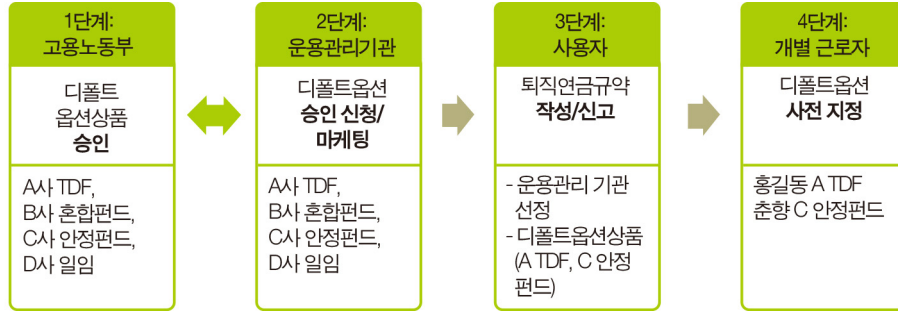 1단계:
고용노동부
디폴트
옵션상품
승인
A사 TDF,
B사 혼합펀드,
C사 안정펀드,
D사 일임
2단계:
운용관리기관
디폴트옵션
승인 신청/
마케팅
A사 TDF,
B사 혼합펀드,
C사 안정펀드,
D사 일임
3단계:
사용자
퇴직연금규약
작성/신고
- 운용관리 기관
선정
- 디폴트옵션상품
(A TDF, C 안정
펀드)
4단계:
개별 근로자
디폴트옵션
사전 지정
홍길동 A TDF
춘향 C 안정펀드